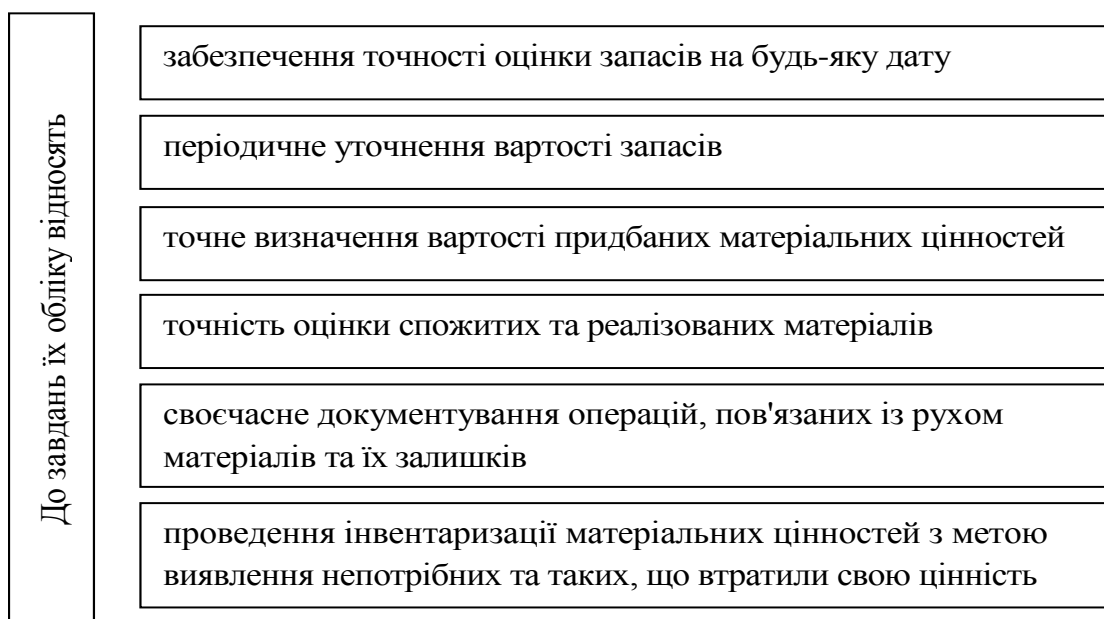 До завдань їх обліку відносять
забезпечення точності оцінки запасів на будь-яку дату
періодичне уточнення вартості запасів
точне визначення вартості придбаних матеріальних цінностей
точність оцінки спожитих та реалізованих матеріалів
своєчасне документування операцій, пов'язаних із рухом
матеріалів та їх залишків
проведення інвентаризації матеріальних цінностей з метою
виявлення непотрібних та таких, що втратили свою цінність